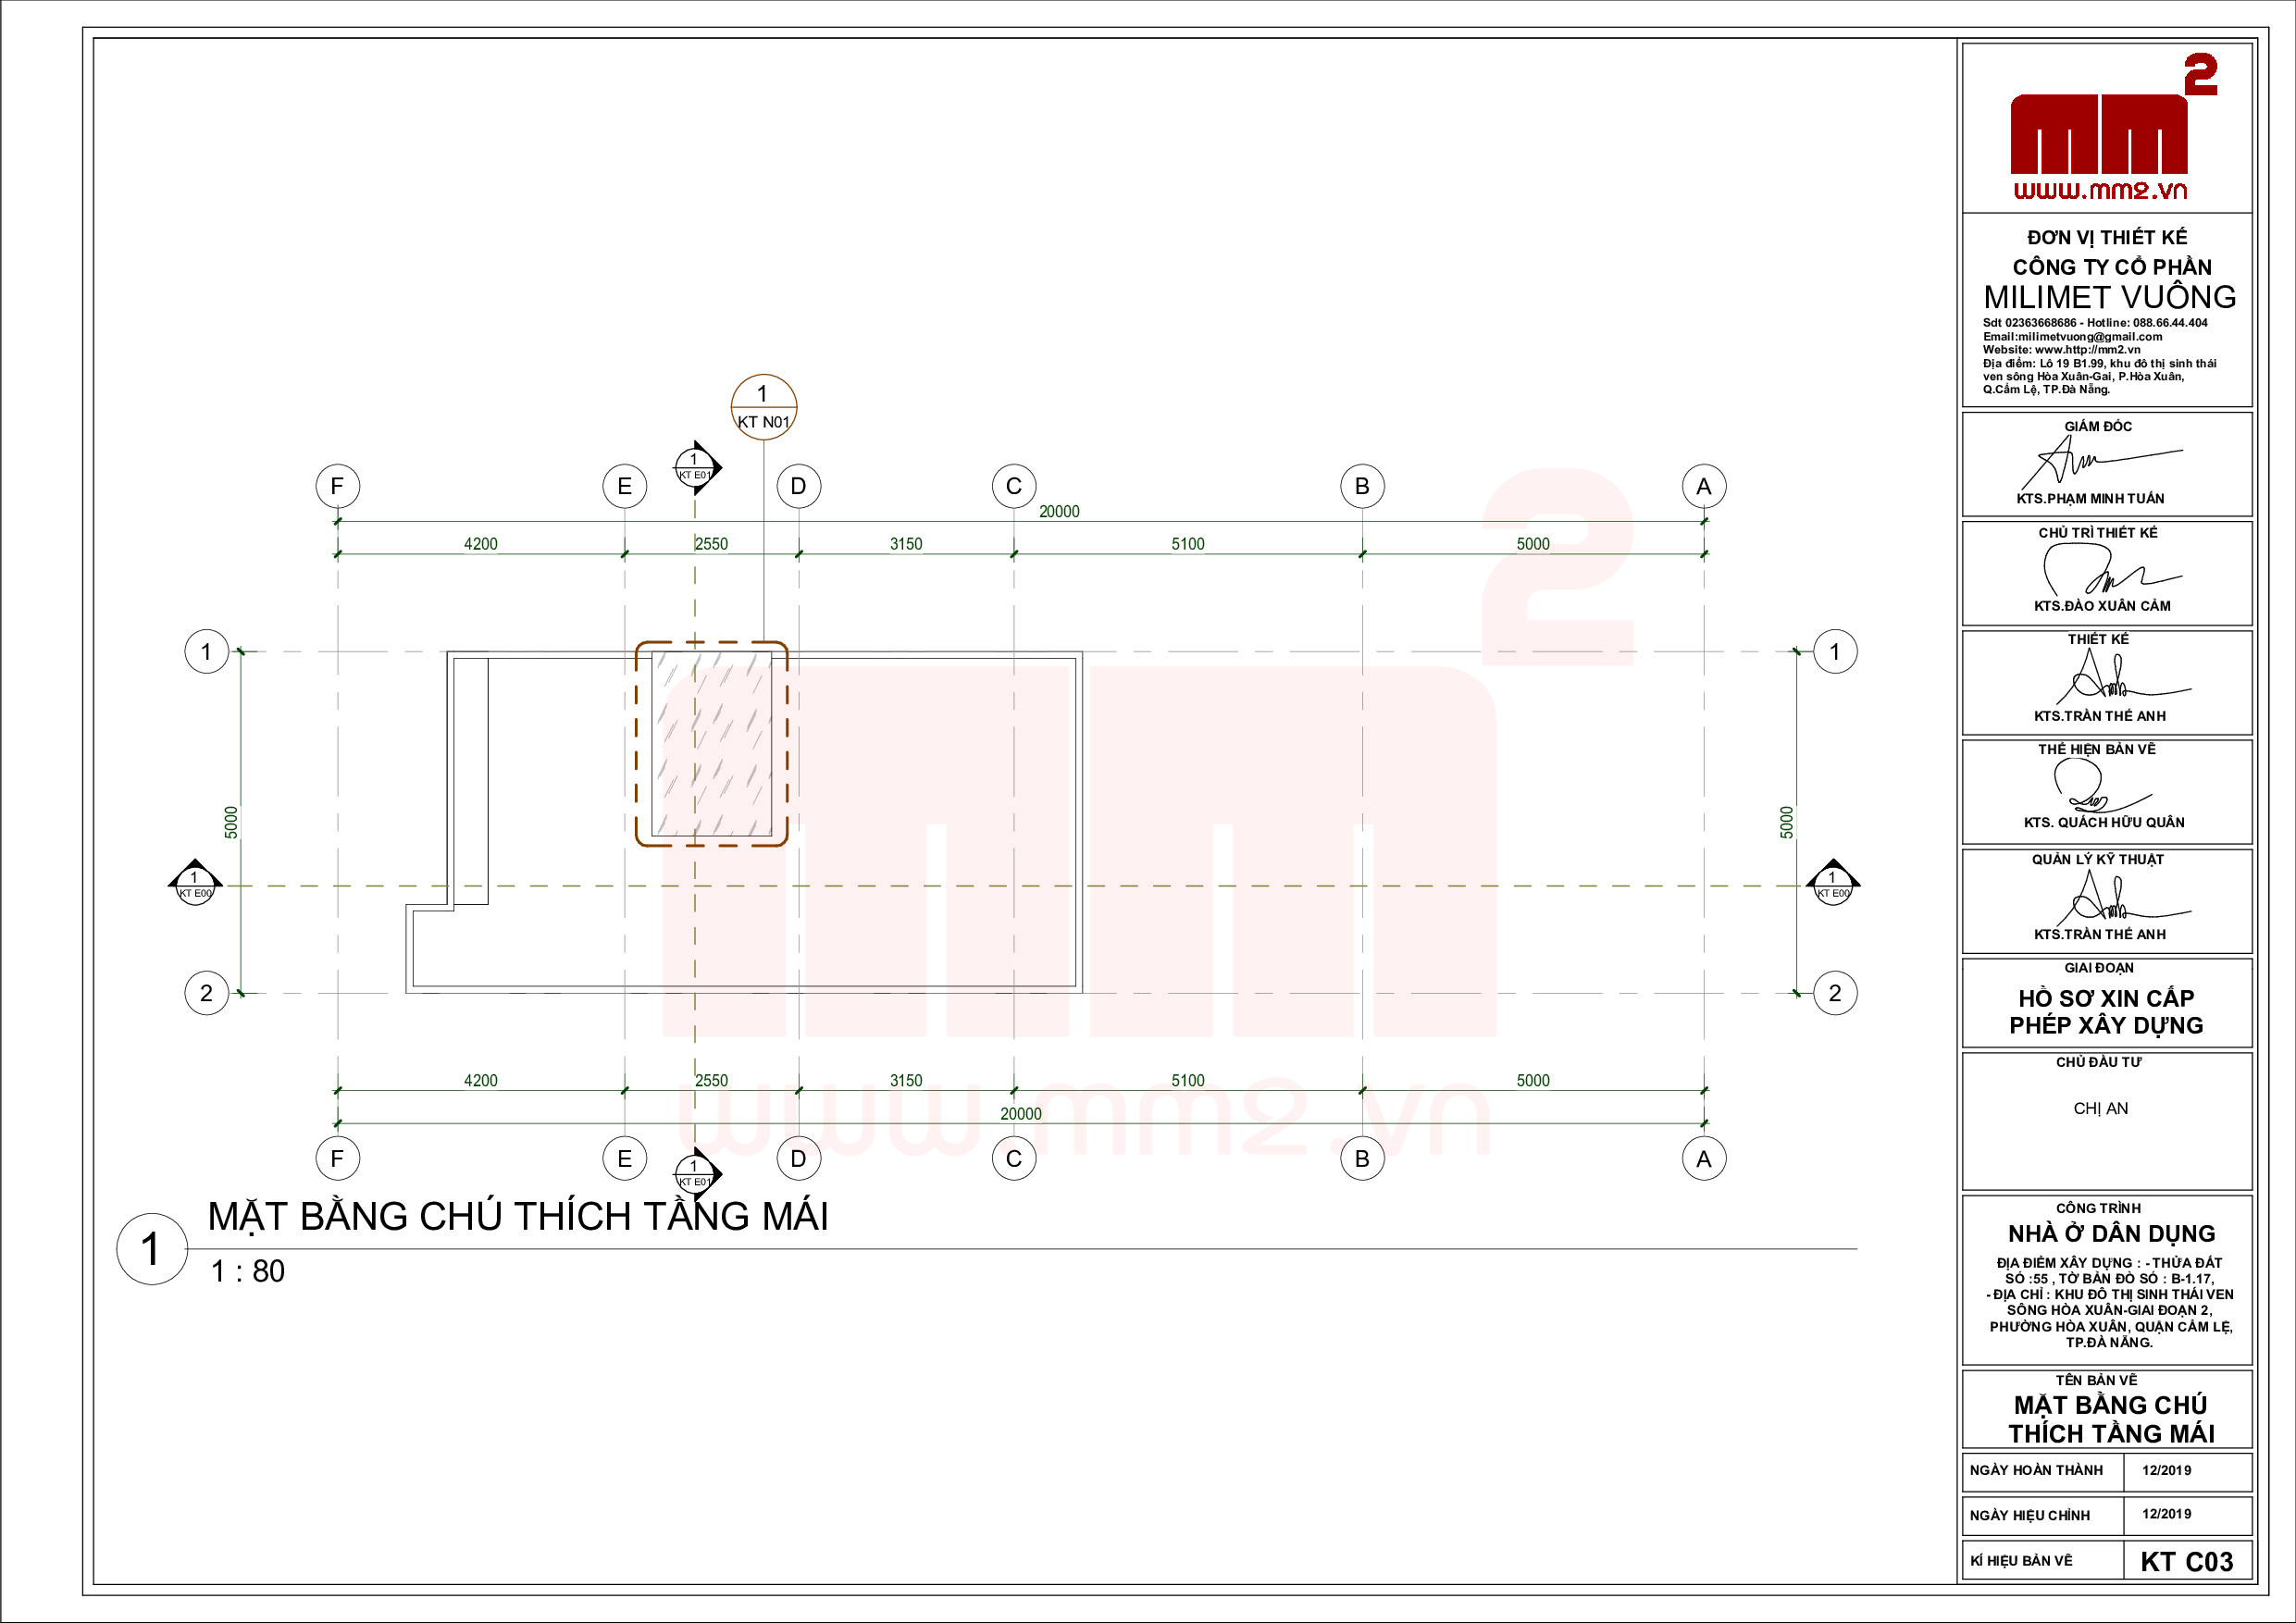 1
KT N01
1
KT E01
F
E
D
C
B
A
20000
4200
2550
3150
5100
5000
1
1
5000
5000
1
KT E00
1
KT E00
2
2
4200
2550
3150
5100
5000
20000
F
E
D
C
B
A
1
KT E01
MẶT BẰNG CHÚ THÍCH TẦNG MÁI
1
1 : 80
mm2
www.mm2.vn
mm2
www.mm2.vn
ĐƠN VỊ THIẾT KẾ
CÔNG TY CỔ PHẦN
MILIMET VUÔNG
Sdt 02363668686 - Hotline: 088.66.44.404
Email:milimetvuong@gmail.com
Website: www.http://mm2.vn
Địa điểm: Lô 19 B1.99, khu đô thị sinh thái
ven sông Hòa Xuân-Gai, P.Hòa Xuân,
Q.Cẩm Lệ, TP.Đà Nẵng.
GIÁM ĐỐC
KTS.PHẠM MINH TUẤN
CHỦ TRÌ THIẾT KẾ
KTS.ĐÀO XUÂN CẢM
THIẾT KẾ
KTS.TRẦN THẾ ANH
THỂ HIỆN BẢN VẼ
KTS. QUÁCH HỮU QUÂN
QUẢN LÝ KỸ THUẬT
KTS.TRẦN THẾ ANH
GIAI ĐOẠN
HỒ SƠ XIN CẤP
PHÉP XÂY DỰNG
CHỦ ĐẦU TƯ
CHỊ AN
CÔNG TRÌNH
NHÀ Ở DÂN DỤNG
ĐỊA ĐIỂM XÂY DỰNG : - THỬA ĐẤT
SỐ :55 , TỜ BẢN ĐỒ SỐ : B-1.17,
- ĐỊA CHỈ : KHU ĐÔ THỊ SINH THÁI VEN
SÔNG HÒA XUÂN-GIAI ĐOẠN 2,
PHƯỜNG HÒA XUÂN, QUẬN CẨM LỆ,
TP.ĐÀ NẴNG.
TÊN BẢN VẼ
MẶT BẰNG CHÚ
THÍCH TẦNG MÁI
NGÀY HOÀN THÀNH 12/2019
NGÀY HIỆU CHỈNH 12/2019
KÍ HIỆU BẢN VẼ KT C03